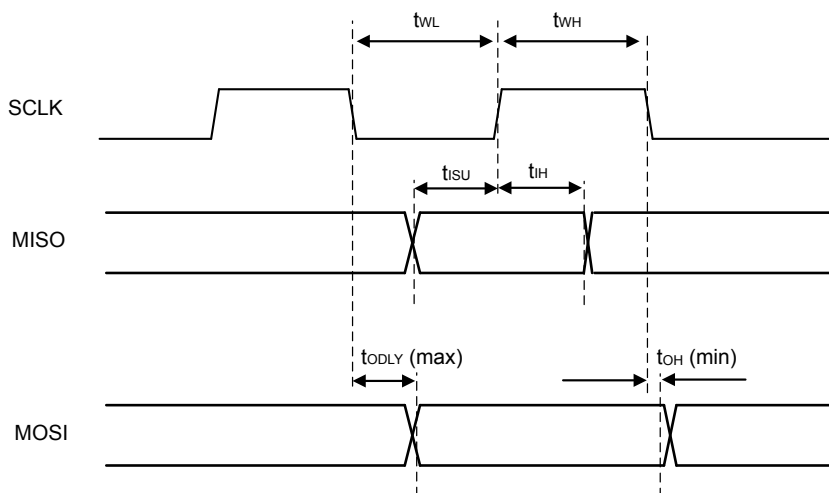 tWL tWH
SCLK
tISU tIH
MISO
tODLY (max) tOH (min)
MOSI